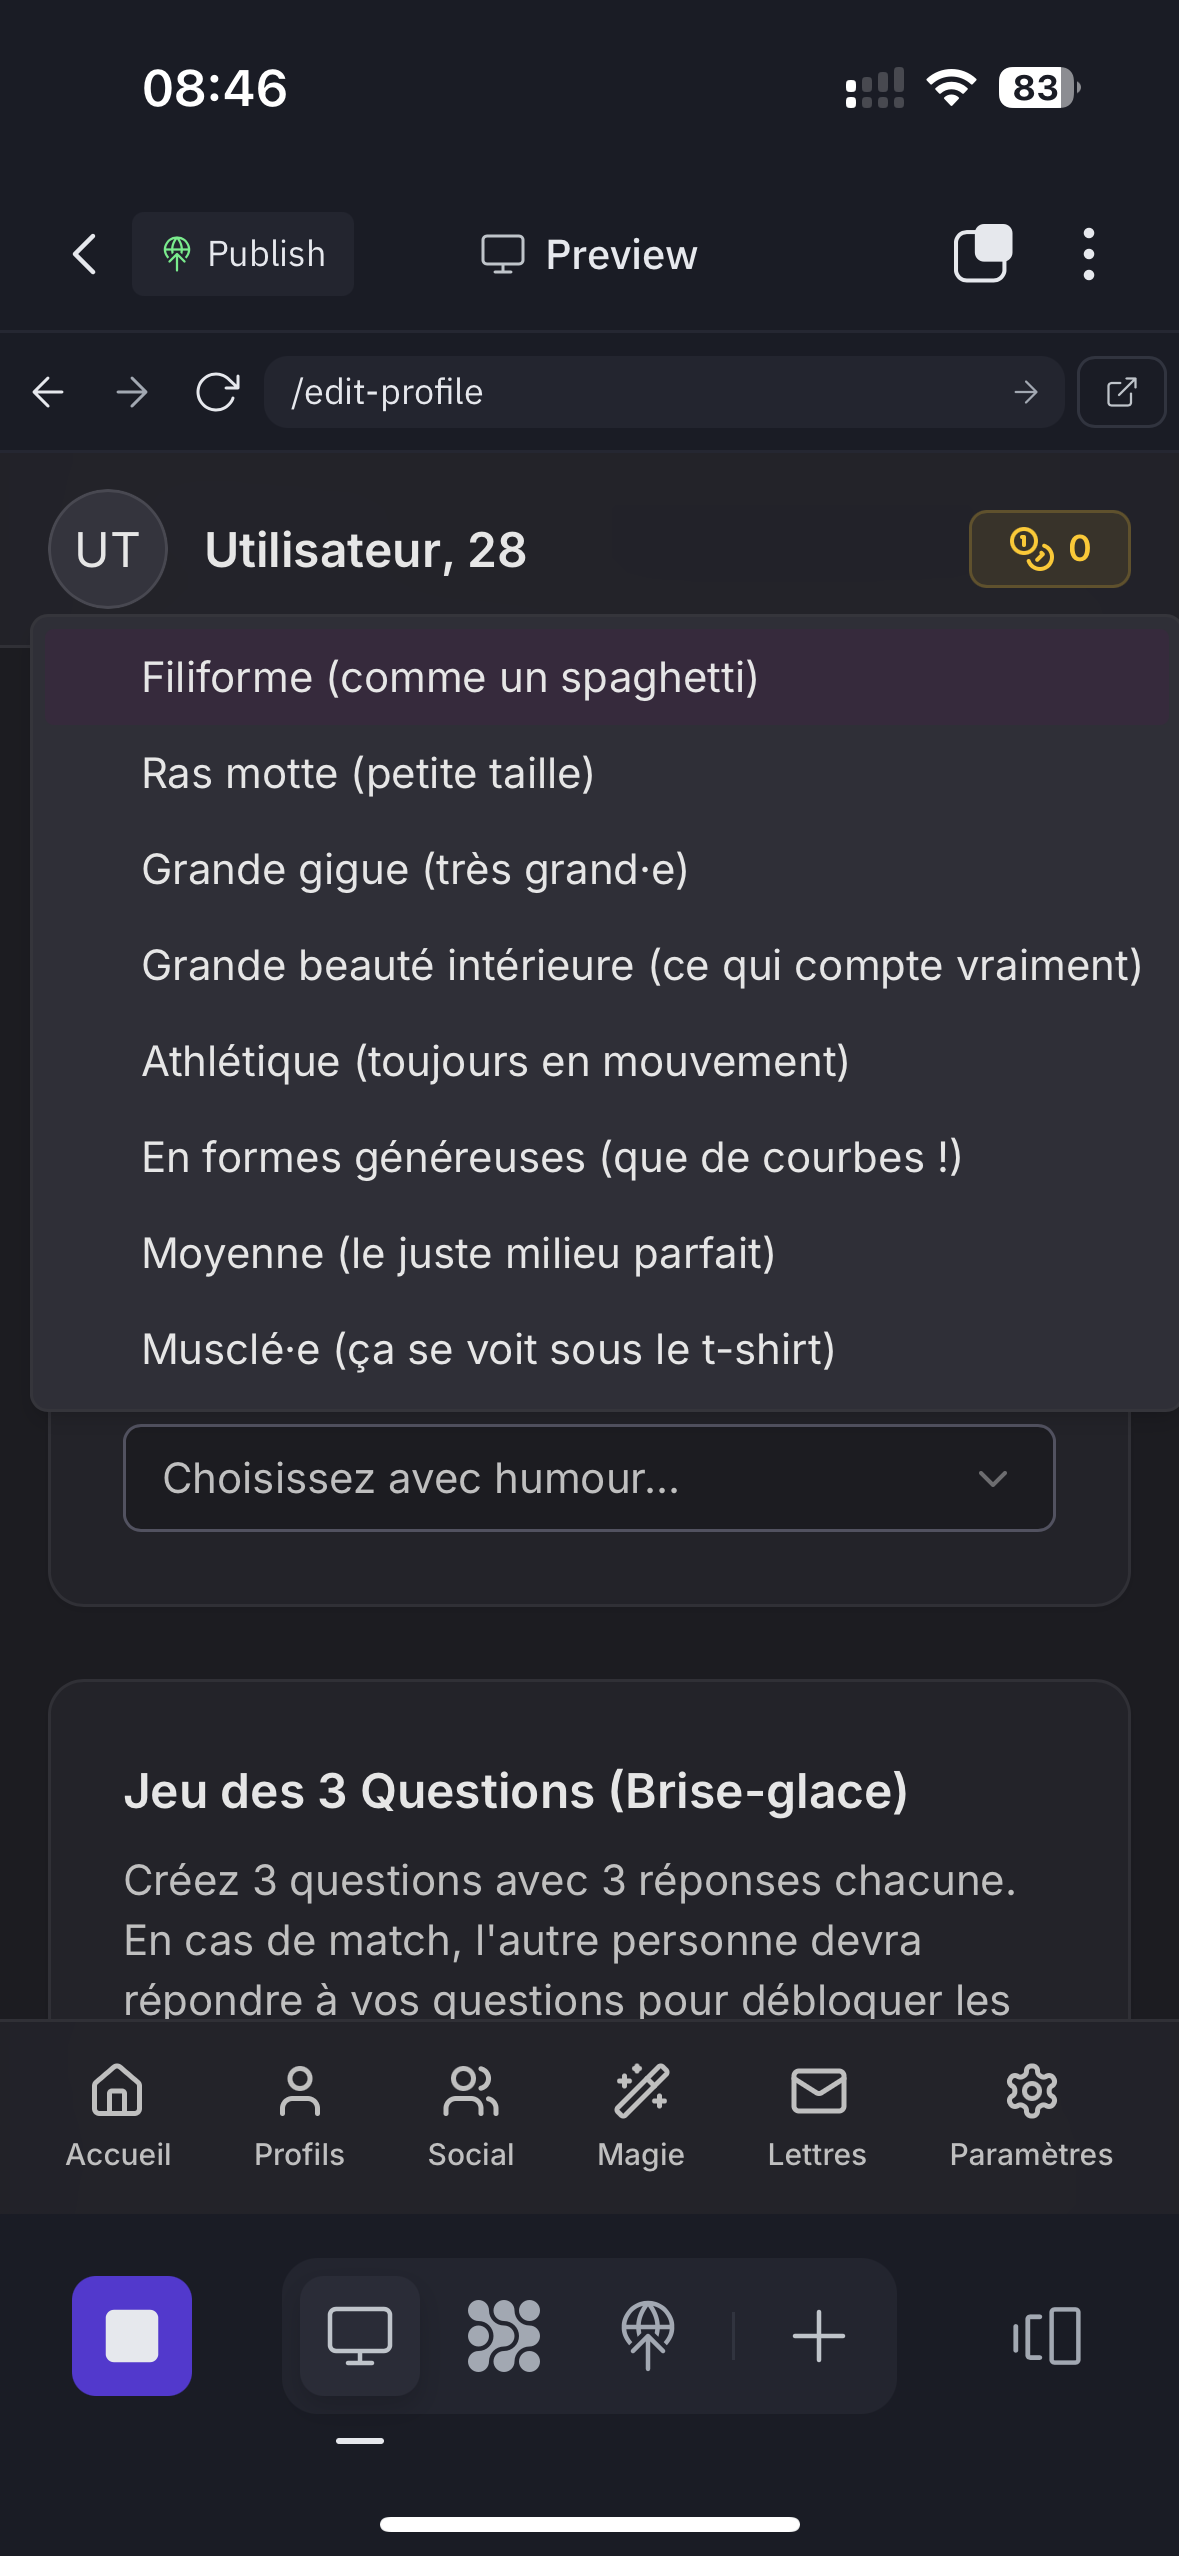 08:46
83
Publish
Preview
/edit-profile
UT
Utilisateur, 28
0
Filiforme (comme un spaghetti)
Ras motte (petite taille)
Grande gigue (très grand·e)
Grande beauté intérieure (ce qui compte vraiment)
Athlétique (toujours en mouvement)
En formes généreuses (que de courbes !)
Moyenne (le juste milieu parfait)
Musclé·e (ça se voit sous le t-shirt)
Choisissez avec humour...
Jeu des 3 Questions (Brise-glace)
Créez 3 questions avec 3 réponses chacune.
En cas de match, l'autre personne devra
répondre à vos questions pour débloquer les
Accueil
Profils
Social
Magie
Lettres
Paramètres